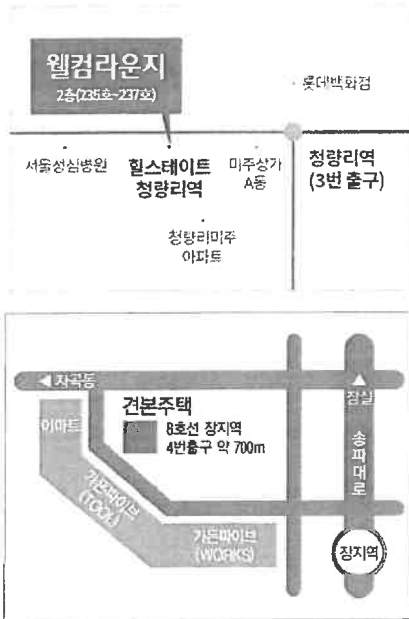 웰컴라운지
2층(235호~237호)
롯데백화점
서울성심병원
힐스테이트
청량리역
미주상가
A동
청량리역
(3번 출구)
청량리미주
아파트
◀자곡동
▲
잠실
견본주택
8호선 장지역
4번출구 약 700m
이마트
가든파이브
(TOOL)
가든파이브
(WORKS)
송파대로
장지역